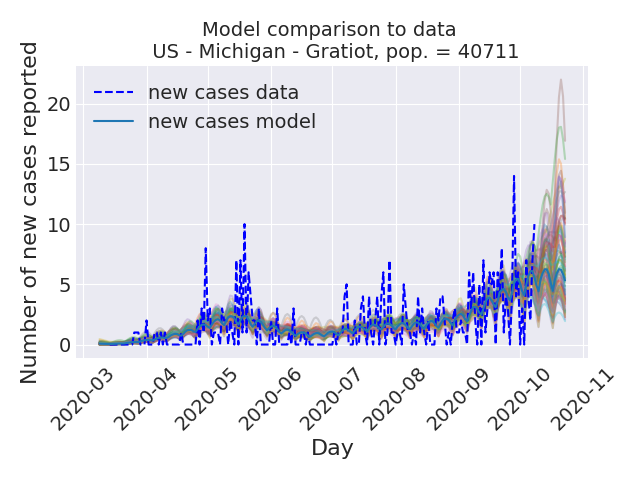 Model comparison to data
US - Michigan - Gratiot, pop. = 40711
Number of new cases reported
20
15
10
5
0
new cases data
new cases model
2020-03
2020-04
2020-05
2020-06
2020-07
2020-08
2020-09
2020-10
2020-11
Day